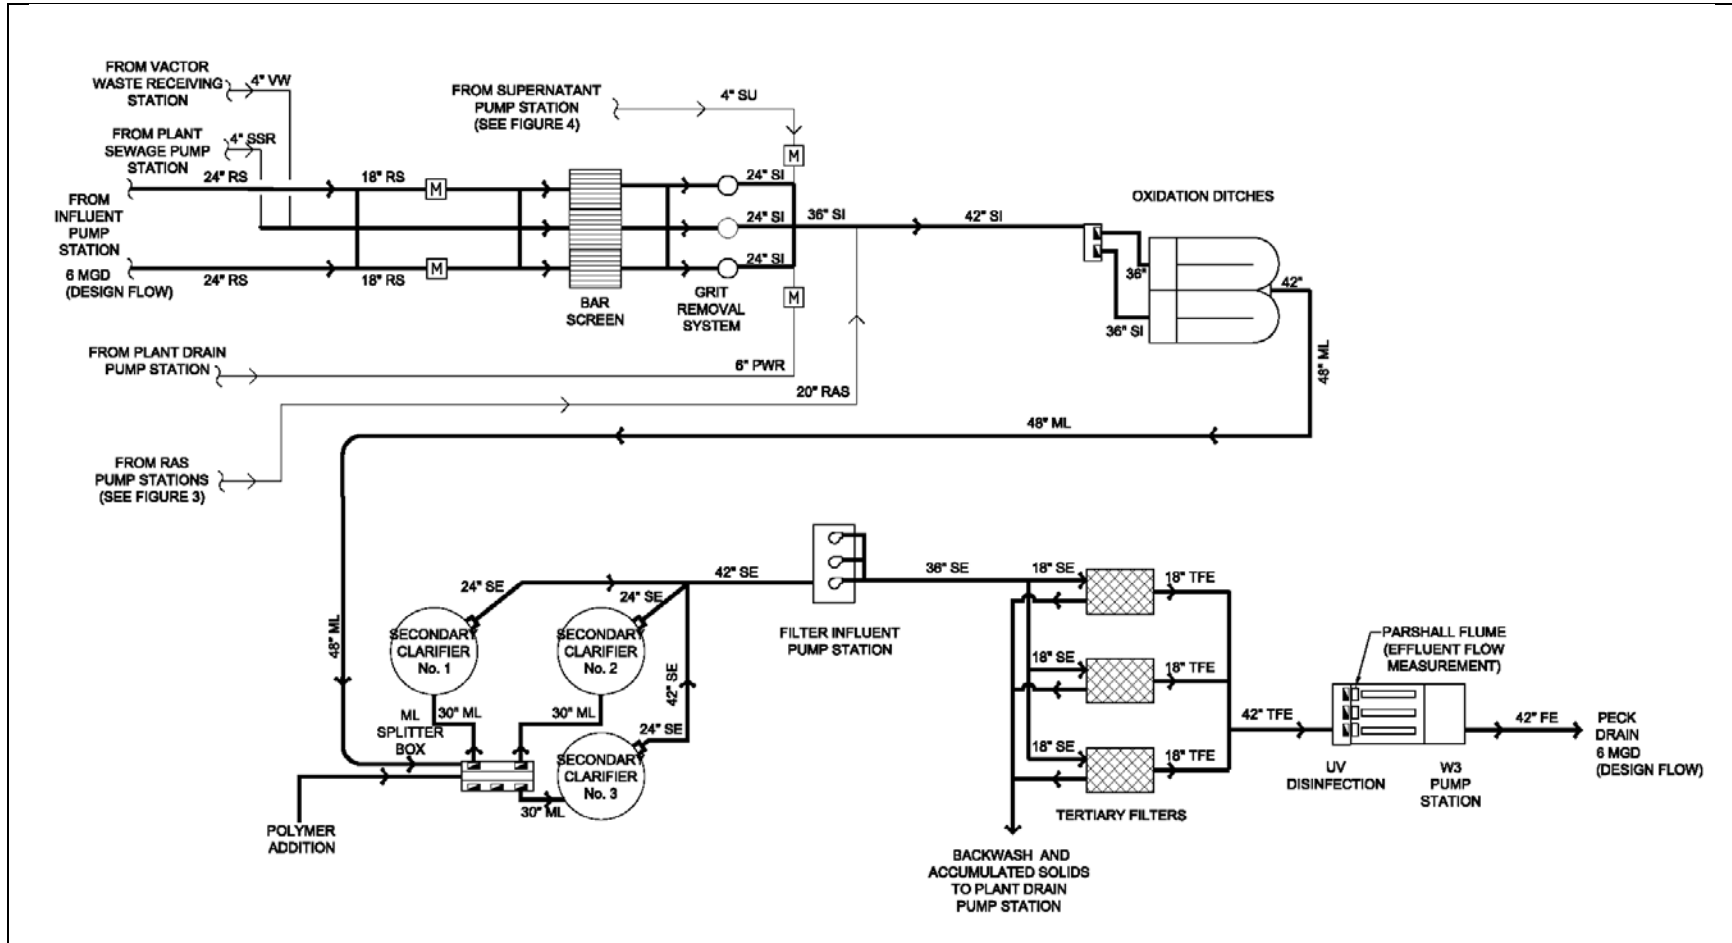 FROM VACTOR
WASTE RECEIVING
STATION
4" VW
FROM PLANT
SEWAGE PUMP
STATION
4" SSR
24" RS
18" RS
M
FROM
INFLUENT
PUMP
STATION
6 MGD
(DESIGN FLOW)
24" RS
18" RS
M
FROM SUPERNATANT
PUMP STATION
(SEE FIGURE 4)
4" SU
M
24" SI
24" SI
24" SI
36" SI
42" SI
BAR
SCREEN
GRIT
REMOVAL
SYSTEM
M
OXIDATION DITCHES
36"
36" SI
42"
48" ML
FROM PLANT DRAIN
PUMP STATION
6" PWR
20" RAS
48" ML
FROM RAS
PUMP STATIONS
(SEE FIGURE 3)
48" ML
24" SE
SECONDARY
CLARIFIER
No. 1
24" SE
SECONDARY
CLARIFIER
No. 2
42" SE
42" SE
30" ML
30" ML
ML
SPLITTER
BOX
24" SE
SECONDARY
CLARIFIER
No. 3
30" ML
POLYMER
ADDITION
FILTER INFLUENT
PUMP STATION
36" SE
18" SE
18" TFE
18" SE
18" TFE
18" SE
18" TFE
TERTIARY FILTERS
BACKWASH AND
ACCUMULATED SOLIDS
TO PLANT DRAIN
PUMP STATION
42" TFE
PARSHALL FLUME
(EFFLUENT FLOW
MEASUREMENT)
UV
DISINFECTION
W3
PUMP
STATION
42" FE
PECK
DRAIN
6 MGD
(DESIGN FLOW)